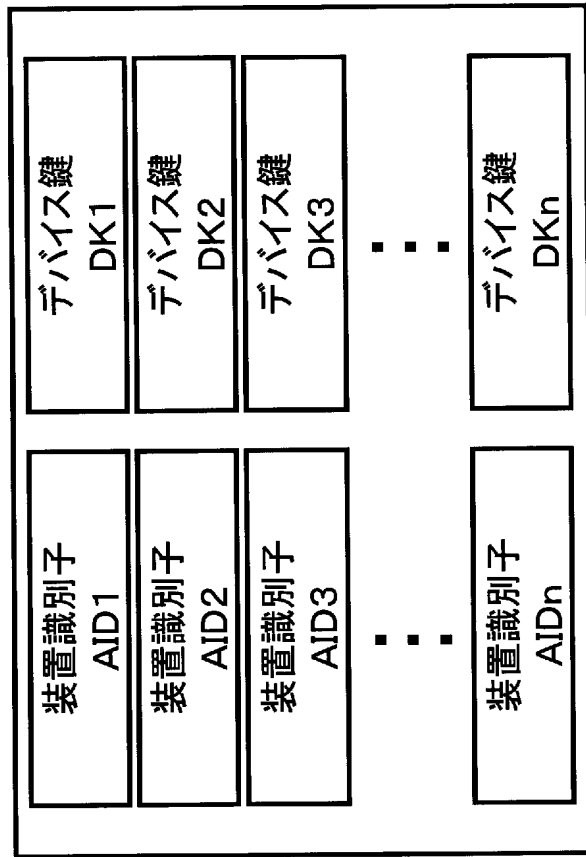 装置識別子
AID1
デバイス鍵
DK1
装置識別子
AID2
デバイス鍵
DK2
装置識別子
AID3
デバイス鍵
DK3
装置識別子
AIDn
デバイス鍵
DKn